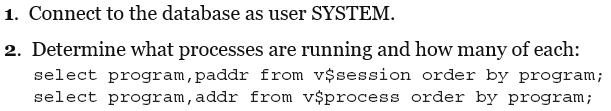 1. Connect to the database as user SYSTEM.
2. Determine what processes are running and how many of each:
select program,paddr from v$session order by program;
select program,addr from v$process order by program;